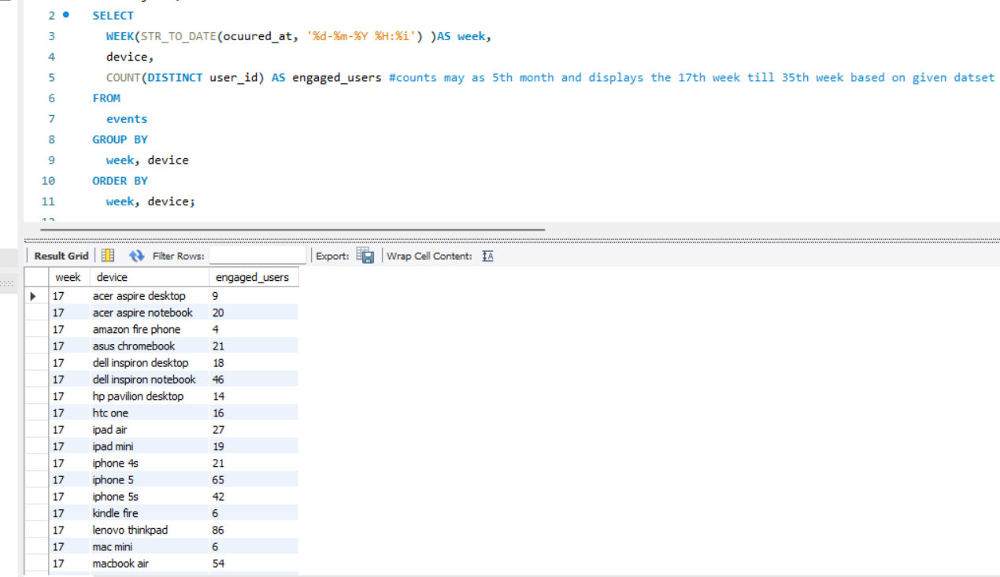 2 SELECT
3 WEEK(STR_TO_DATE(ocuured_at, '%d-%m-%Y %H:%i') )AS week,
4 device,
5 COUNT(DISTINCT user_id) AS engaged_users #counts may as 5th month and displays the 17th week till 35th week based on given datset
6 FROM
7 events
8 GROUP BY
9 week, device
10 ORDER BY
11 week, device;
Result Grid Filter Rows: Export: Wrap Cell Content: IA
week device engaged_users
17 acer aspire desktop 9
17 acer aspire notebook 20
17 amazon fire phone 4
17 asus chromebook 21
17 dell inspiron desktop 18
17 dell inspiron notebook 46
17 hp pavilion desktop 14
17 htc one 16
17 ipad air 27
17 ipad mini 19
17 iphone 4s 21
17 iphone 5 65
17 iphone 5s 42
17 kindle fire 6
17 lenovo thinkpad 86
17 mac mini 6
17 macbook air 54